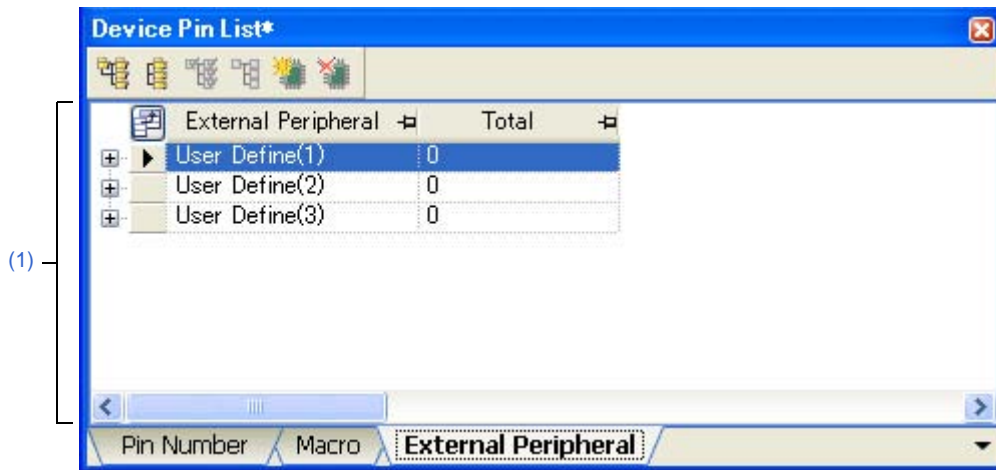 Device Pin List*
External Peripheral Total
User Define(1) 0
User Define(2) 0
User Define(3) 0
(1)
Pin Number Macro External Peripheral